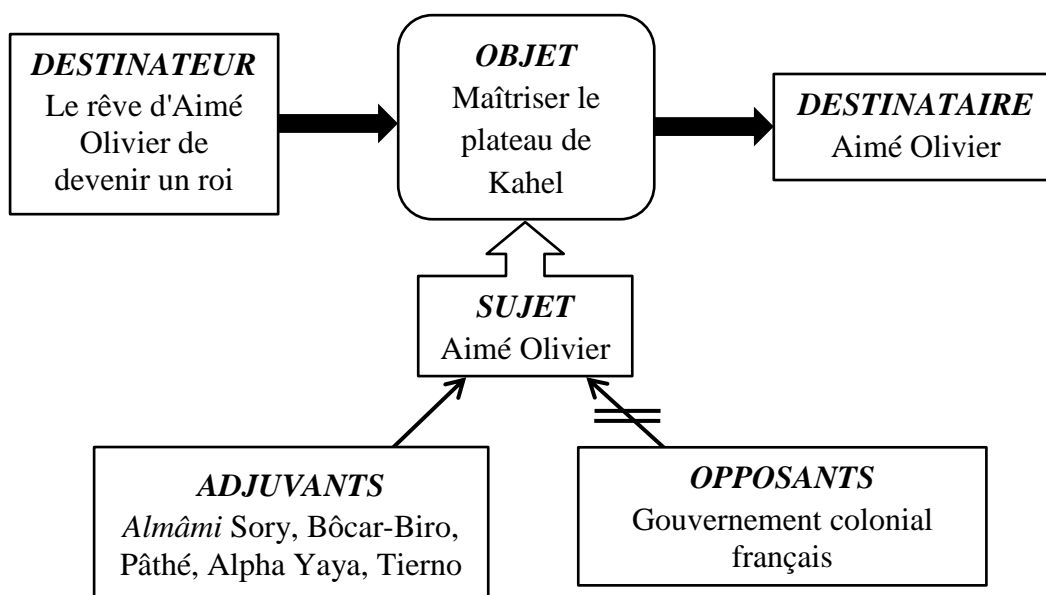 DESTINATEUR
Le rêve d'Aimé
Olivier de
devenir un roi
OBJET
Maîtriser le
plateau de
Kahel
DESTINATAIRE
Aimé Olivier
SUJET
Aimé Olivier
ADJUVANTS
Almâmi Sory, Bôcar-Biro,
Pâthé, Alpha Yaya, Tierno
OPPOSANTS
Gouvernement colonial
français